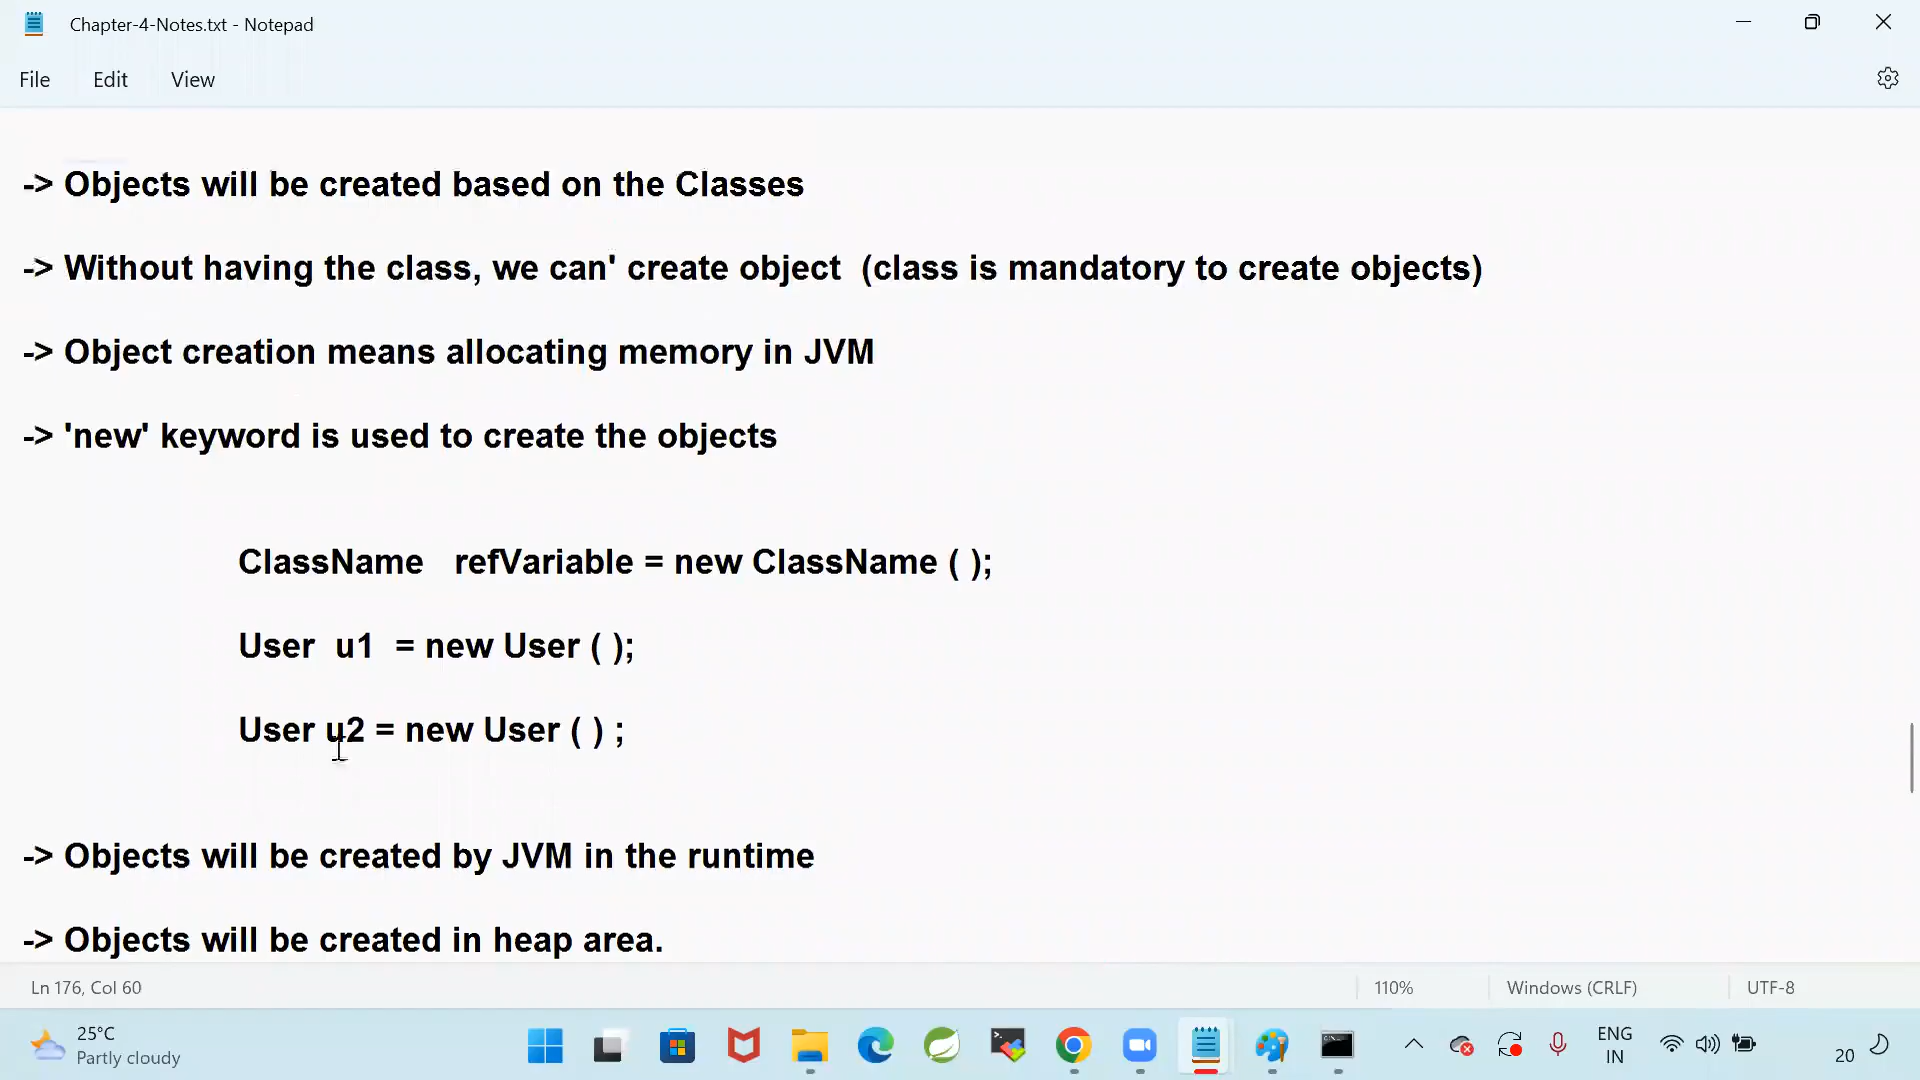 Chapter-4-Notes.txt - Notepad
File Edit View
-> Objects will be created based on the Classes
-> Without having the class, we can' create object  (class is mandatory to create objects)
-> Object creation means allocating memory in JVM
-> 'new' keyword is used to create the objects
ClassName   refVariable = new ClassName ( );
User  u1  = new User ( );
User u2 = new User ( ) ;
-> Objects will be created by JVM in the runtime
-> Objects will be created in heap area.
Ln 176, Col 60 110% Windows (CRLF) UTF-8
25°C
Partly cloudy
ENG
IN
20